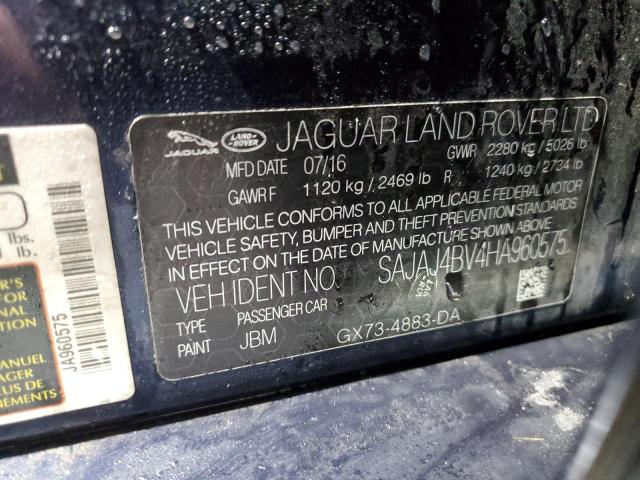 JAGUAR
LAND ROVER
JAGUAR LAND ROVER LTD
MFD DATE 07/16 GVWR 2280 kg / 5026 lb
GAWR F 1120 kg / 2469 lb R 1240 kg / 2734 lb
THIS VEHICLE CONFORMS TO ALL APPLICABLE FEDERAL MOTOR
VEHICLE SAFETY, BUMPER AND THEFT PREVENTION STANDARDS
IN EFFECT ON THE DATE OF MANUFACTURE SHOWN ABOVE
VEH IDENT NO. SAJAJ4BV4HA960575
TYPE PASSENGER CAR
PAINT JBM GX73-4883-DA
lbs.
lb.
JA960575
MANUEL
PLUS DE